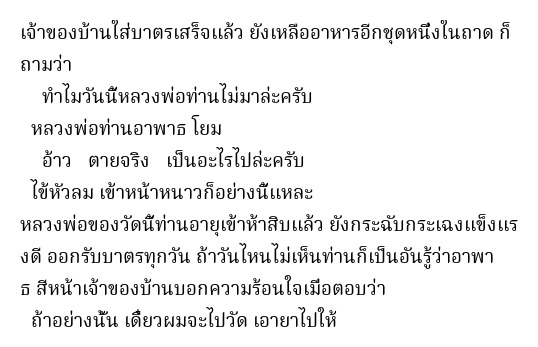 เจ้าของบ้านใส่บาตรเสร็จแล้ว ยังเหลืออาหารอีกชุดหนึ่งในถาด ก็
ถามว่า
ทำไมวันนี้หลวงพ่อท่านไม่มาล่ะครับ
หลวงพ่อท่านอาพาธ โยม
อ้าว ตายจริง เป็นอะไรไปล่ะครับ
ไข้หัวลม เข้าหน้าหนาวก็อย่างนี้แหละ
หลวงพ่อของวัดนี้ท่านอายุเข้าห้าสิบแล้ว ยังกระฉับกระเฉงแข็งแร
งดี ออกรับบาตรทุกวัน ถ้าวันไหนไม่เห็นท่านก็เป็นอันรู้ว่าอาพา
ธ สีหน้าเจ้าของบ้านบอกความร้อนใจเมื่อตอบว่า
ถ้าอย่างนั้น เดี๋ยวผมจะไปวัด เอายาไปให้